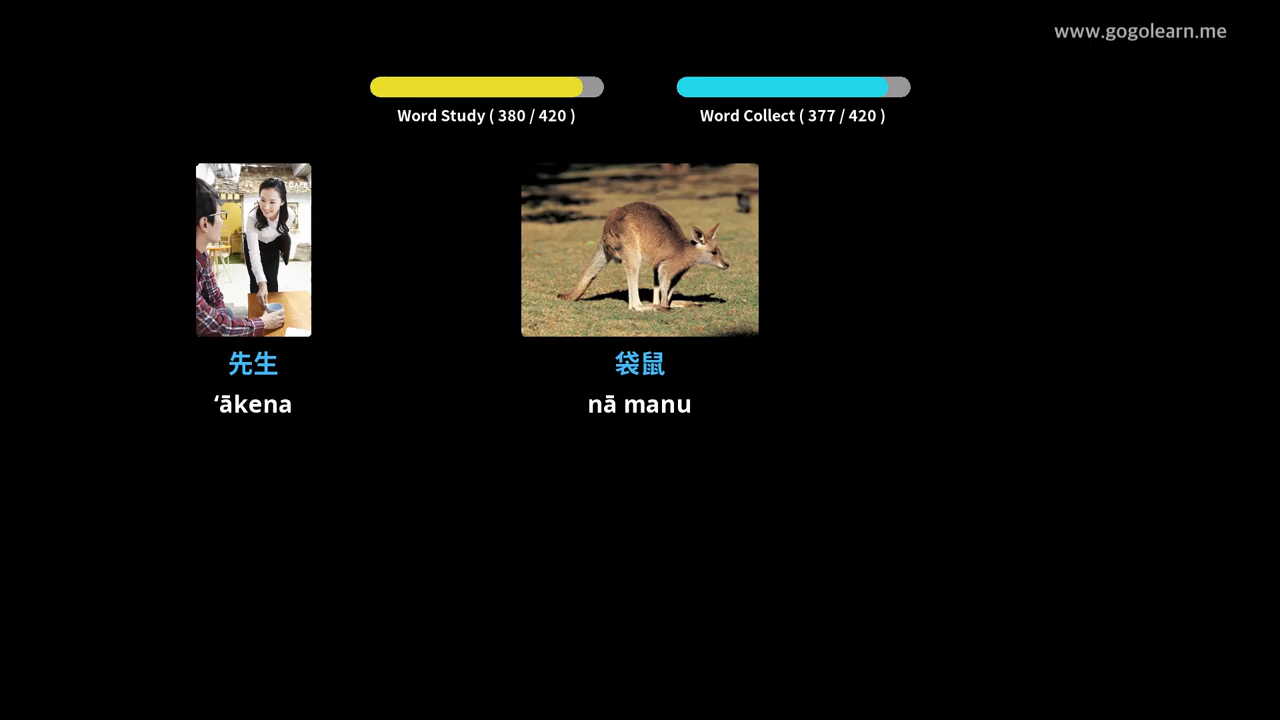 www.gogolearn.me
Word Study ( 380 / 420 )
Word Collect ( 377 / 420 )
先生
袋鼠
ʻākena
nā manu